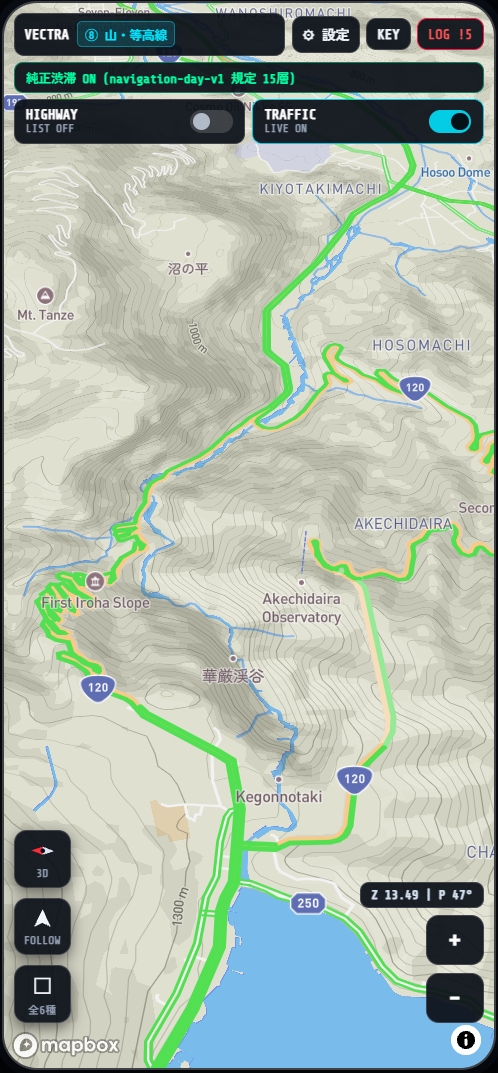 WANOSHIROMACHI
VECTRA
⑧ 山・等高線
⚙ 設定
KEY
LOG !5
純正渋滞 ON (navigation-day-v1 規定 15層)
HIGHWAY
LIST OFF
TRAFFIC
LIVE ON
Hosoo Dome
KIYOTAKIMACHI
沼の平
Mt. Tanze
1000 m
HOSOMACHI
120
Secon
AKECHIDAIRA
First Iroha Slope
Akechidaira
Observatory
華厳渓谷
120
120
Kegonnotaki
CHŪ
1300 m
250
Z 13.49 | P 47°
3D
FOLLOW
全6種
+
−
mapbox